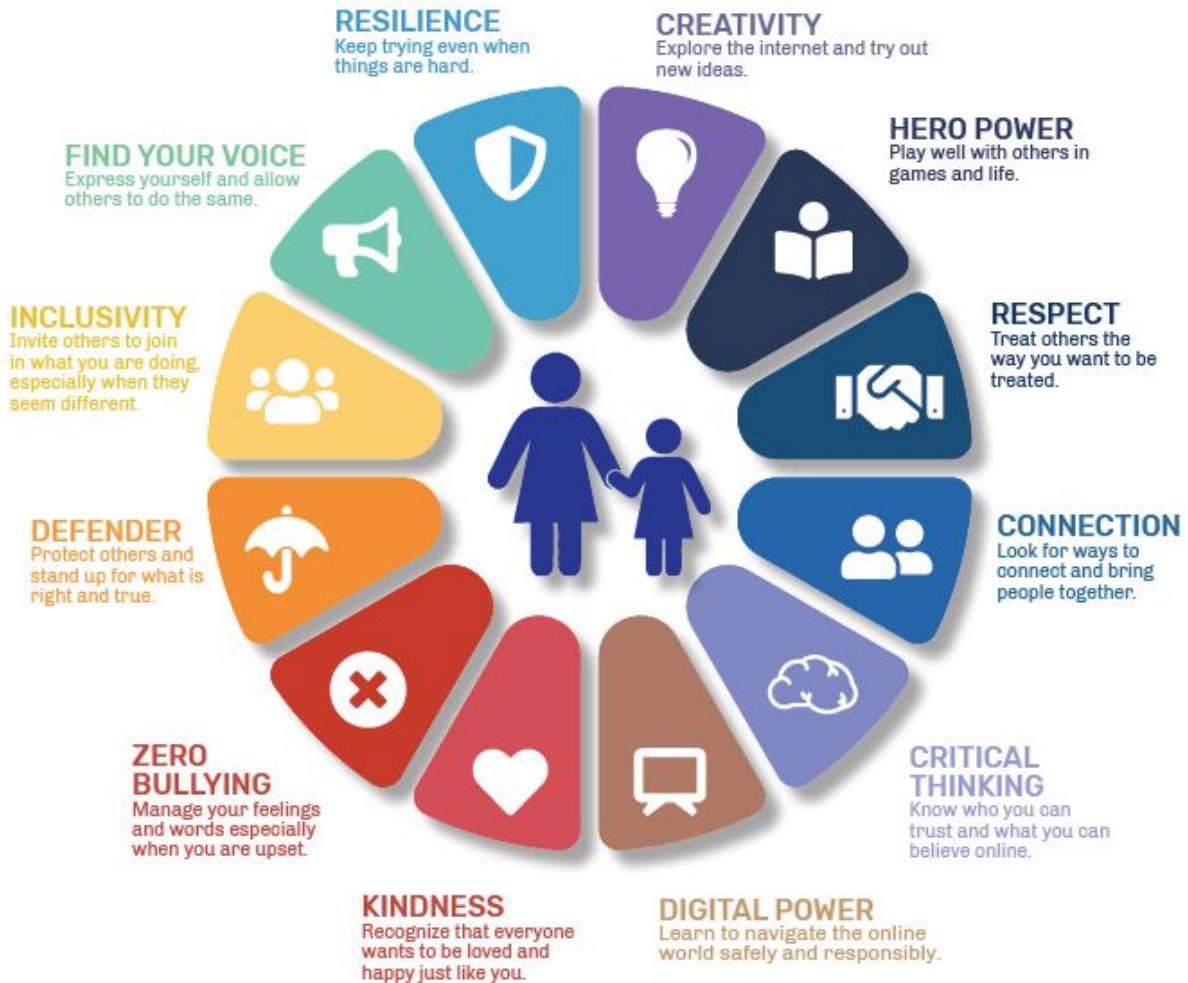 RESILIENCE
Keep trying even when
things are hard.
CREATIVITY
Explore the internet and try out
new ideas.
HERO POWER
Play well with others in
games and life.
RESPECT
Treat others the
way you want to be
treated.
CONNECTION
Look for ways to
connect and bring
people together.
CRITICAL
THINKING
Know who you can
trust and what you can
believe online.
DIGITAL POWER
Learn to navigate the online
world safely and responsibly.
KINDNESS
Recognize that everyone
wants to be loved and
happy just like you.
ZERO
BULLYING
Manage your feelings
and words especially
when you are upset.
DEFENDER
Protect others and
stand up for what is
right and true.
INCLUSIVITY
Invite others to join
in what you are doing,
especially when they
seem different.
FIND YOUR VOICE
Express yourself and allow
others to do the same.